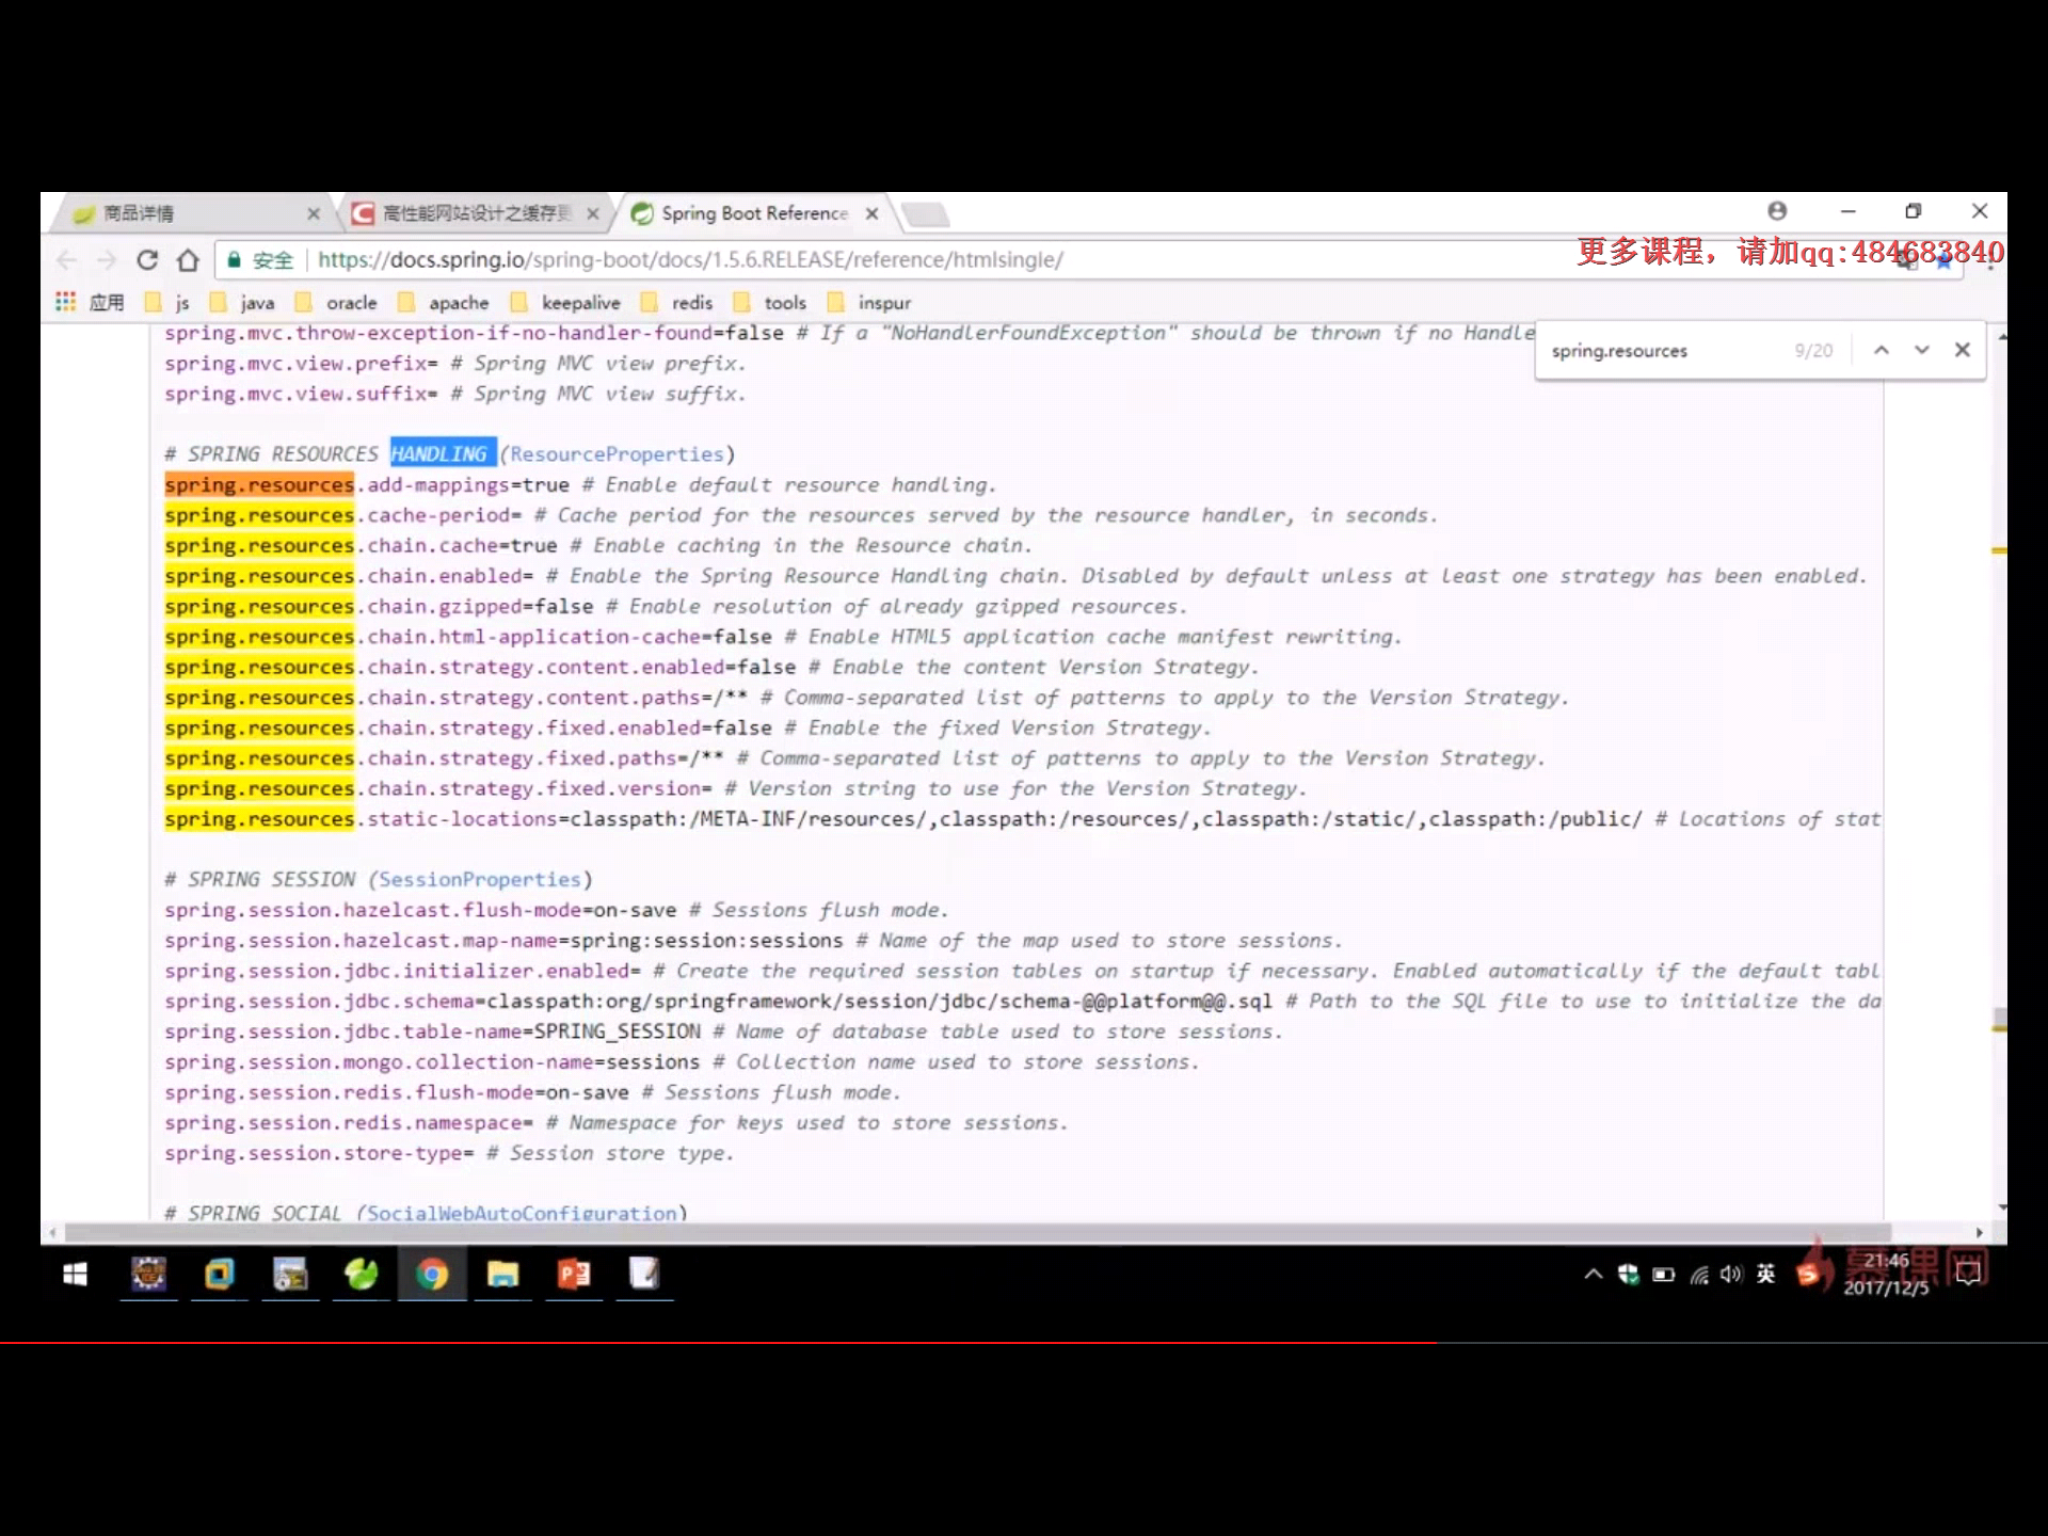 商品详情
高性能网站设计之缓存更
Spring Boot Reference
安全 https://docs.spring.io/spring-boot/docs/1.5.6.RELEASE/reference/htmlsingle/
更多课程，请加qq:484683840
应用 js java oracle apache keepalive redis tools inspur
spring.resources 9/20
spring.mvc.throw-exception-if-no-handler-found=false # If a "NoHandlerFoundException" should be thrown if no Handle
spring.mvc.view.prefix= # Spring MVC view prefix.
spring.mvc.view.suffix= # Spring MVC view suffix.
# SPRING RESOURCES HANDLING (ResourceProperties)
spring.resources.add-mappings=true # Enable default resource handling.
spring.resources.cache-period= # Cache period for the resources served by the resource handler, in seconds.
spring.resources.chain.cache=true # Enable caching in the Resource chain.
spring.resources.chain.enabled= # Enable the Spring Resource Handling chain. Disabled by default unless at least one strategy has been enabled.
spring.resources.chain.gzipped=false # Enable resolution of already gzipped resources.
spring.resources.chain.html-application-cache=false # Enable HTML5 application cache manifest rewriting.
spring.resources.chain.strategy.content.enabled=false # Enable the content Version Strategy.
spring.resources.chain.strategy.content.paths=/** # Comma-separated list of patterns to apply to the Version Strategy.
spring.resources.chain.strategy.fixed.enabled=false # Enable the fixed Version Strategy.
spring.resources.chain.strategy.fixed.paths=/** # Comma-separated list of patterns to apply to the Version Strategy.
spring.resources.chain.strategy.fixed.version= # Version string to use for the Version Strategy.
spring.resources.static-locations=classpath:/META-INF/resources/,classpath:/resources/,classpath:/static/,classpath:/public/ # Locations of stat
# SPRING SESSION (SessionProperties)
spring.session.hazelcast.flush-mode=on-save # Sessions flush mode.
spring.session.hazelcast.map-name=spring:session:sessions # Name of the map used to store sessions.
spring.session.jdbc.initializer.enabled= # Create the required session tables on startup if necessary. Enabled automatically if the default tabl
spring.session.jdbc.schema=classpath:org/springframework/session/jdbc/schema-@@platform@@.sql # Path to the SQL file to use to initialize the da
spring.session.jdbc.table-name=SPRING_SESSION # Name of database table used to store sessions.
spring.session.mongo.collection-name=sessions # Collection name used to store sessions.
spring.session.redis.flush-mode=on-save # Sessions flush mode.
spring.session.redis.namespace= # Namespace for keys used to store sessions.
spring.session.store-type= # Session store type.
# SPRING SOCIAL (SocialWebAutoConfiguration)
英
慕课网
21:46
2017/12/5